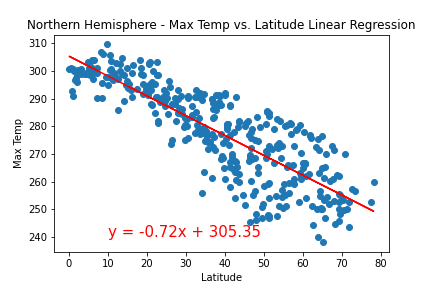 Northern Hemisphere - Max Temp vs. Latitude Linear Regression
310
300
290
280
270
260
250
240
Max Temp
y = -0.72x + 305.35
0 10 20 30 40 50 60 70 80
Latitude